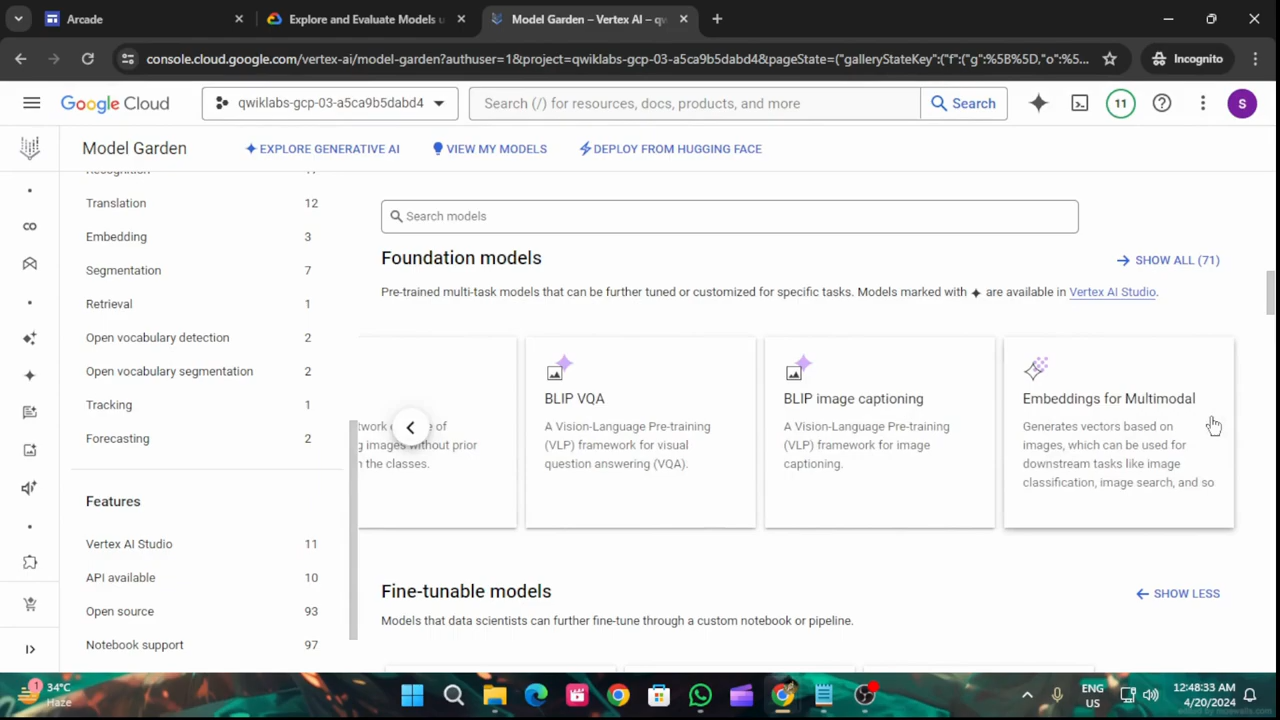 Arcade
Explore and Evaluate Models u
Model Garden – Vertex AI – qw
console.cloud.google.com/vertex-ai/model-garden?authuser=1&project=qwiklabs-gcp-03-a5ca9b5dabd4&pageState=("galleryStateKey":("f":("g":%5B%5D,"o":%5...
Incognito
Google Cloud
qwiklabs-gcp-03-a5ca9b5dabd4
Search (/) for resources, docs, products, and more
Search
11
S
Model Garden
EXPLORE GENERATIVE AI
VIEW MY MODELS
DEPLOY FROM HUGGING FACE
Translation 12
Embedding 3
Segmentation 7
Retrieval 1
Open vocabulary detection 2
Open vocabulary segmentation 2
Tracking 1
Forecasting 2
Features
Vertex AI Studio 11
API available 10
Open source 93
Notebook support 97
Search models
Foundation models
SHOW ALL (71)
Pre-trained multi-task models that can be further tuned or customized for specific tasks. Models marked with ✦ are available in Vertex AI Studio.
of
ng images without prior
n the classes.
BLIP VQA
A Vision-Language Pre-training
(VLP) framework for visual
question answering (VQA).
BLIP image captioning
A Vision-Language Pre-training
(VLP) framework for image
captioning.
Embeddings for Multimodal
Generates vectors based on
images, which can be used for
downstream tasks like image
classification, image search, and so
Fine-tunable models
SHOW LESS
Models that data scientists can further fine-tune through a custom notebook or pipeline.
1
34°C
Haze
ENG
US
12:48:33 AM
4/20/2024